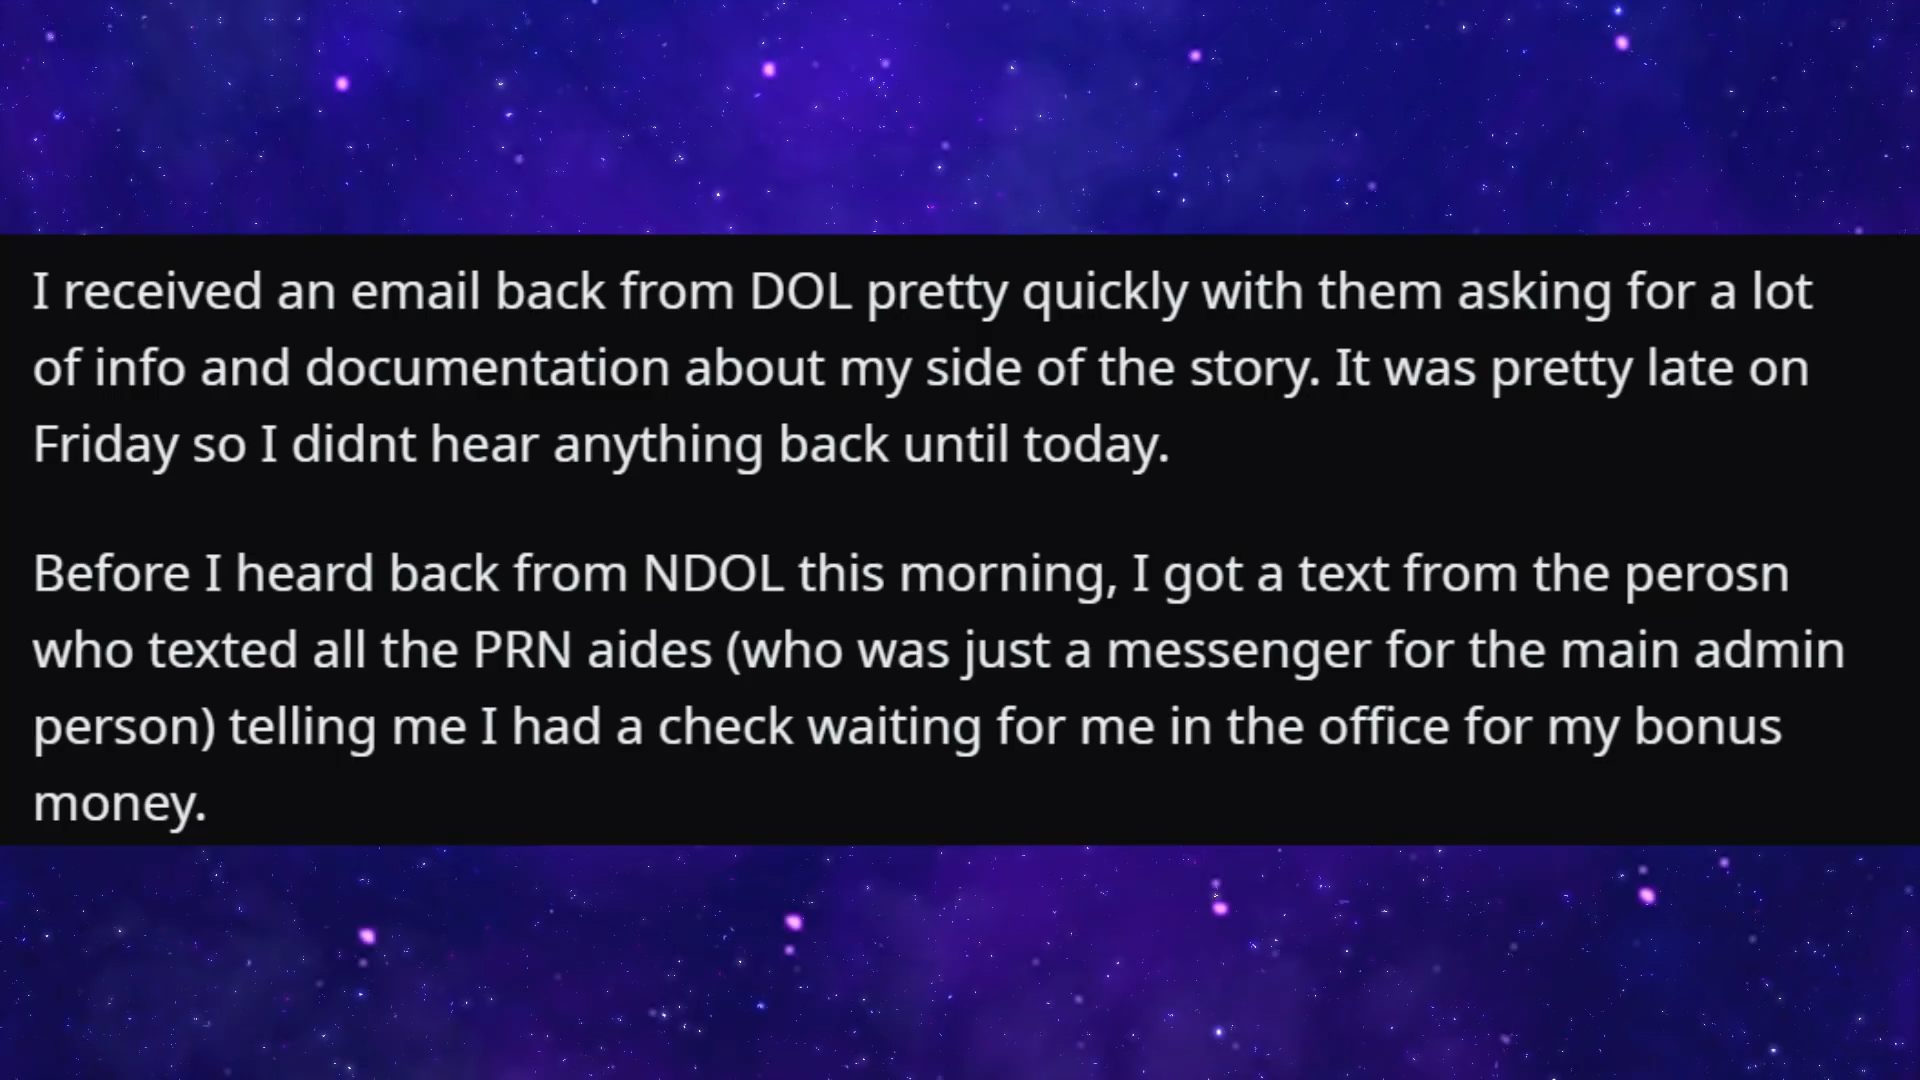 I received an email back from DOL pretty quickly with them asking for a lot
of info and documentation about my side of the story. It was pretty late on
Friday so I didnt hear anything back until today.
Before I heard back from NDOL this morning, I got a text from the perosn
who texted all the PRN aides (who was just a messenger for the main admin
person) telling me I had a check waiting for me in the office for my bonus
money.